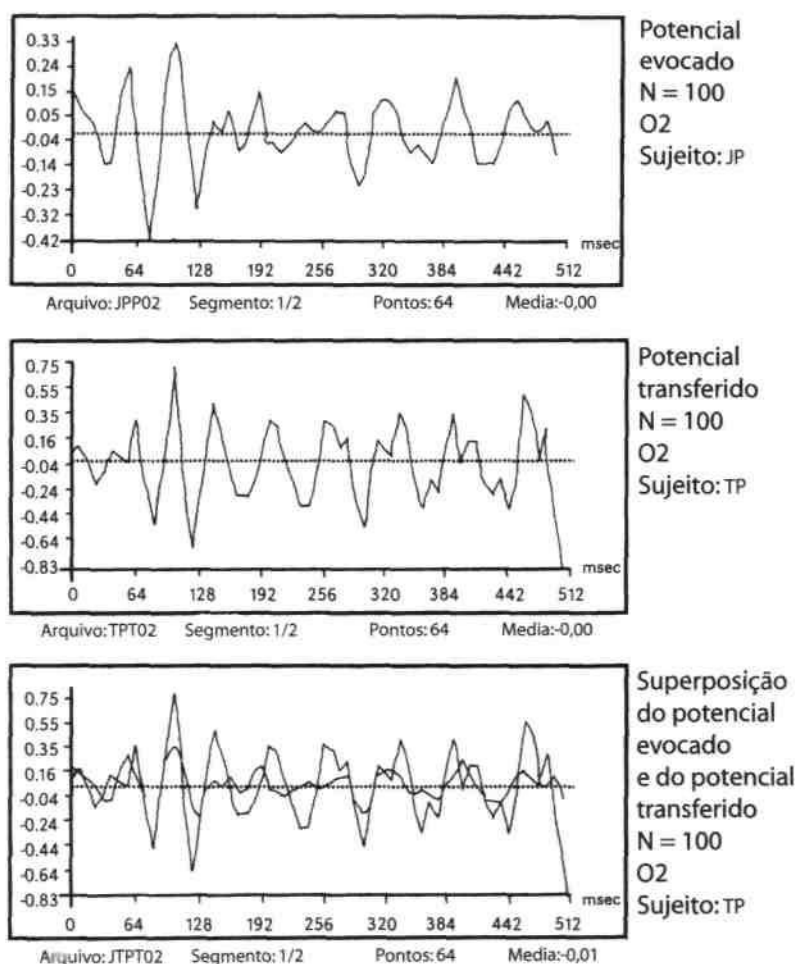 0.33
0.24
0.15
0.05
-0.04
-0.14
-0.23
-0.32
-0.42
msec
0 64 128 192 256 320 384 442 512
Arquivo: JPP02 Segmento: 1/2 Pontos: 64 Media:-0,00
Potencial
evocado
N = 100
O2
Sujeito: JP
0.75
0.55
0.35
0.16
-0.04
-0.24
-0.44
-0.64
-0.83
msec
0 64 128 192 256 320 384 442 512
Arquivo: TPT02 Segmento: 1/2 Pontos: 64 Media:-0,00
Potencial
transferido
N = 100
O2
Sujeito: TP
0.75
0.55
0.35
0.16
-0.04
-0.24
-0.44
-0.64
-0.83
msec
0 64 128 192 256 320 384 442 512
Arquivo: JTPT02 Segmento: 1/2 Pontos: 64 Media:-0,01
Superposição
do potencial
evocado
e do potencial
transferido
N = 100
O2
Sujeito: TP